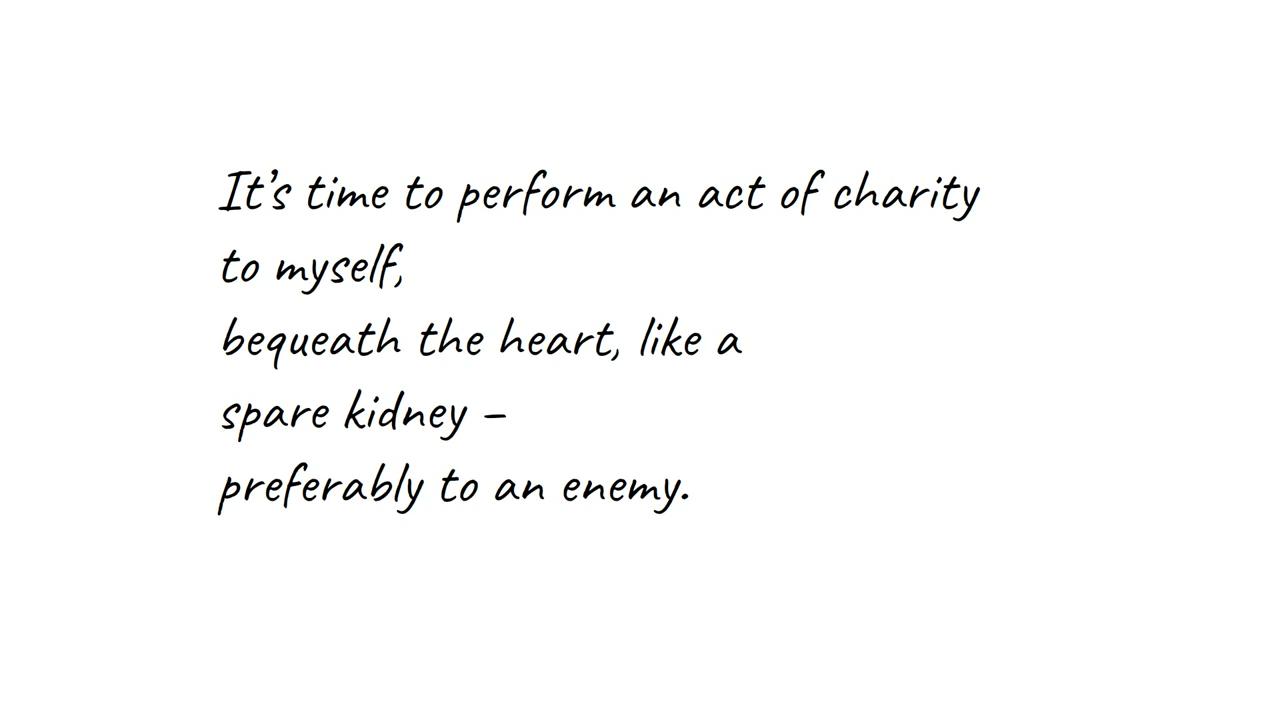 It’s time to perform an act of charity
to myself,
bequeath the heart, like a
spare kidney –
preferably to an enemy.